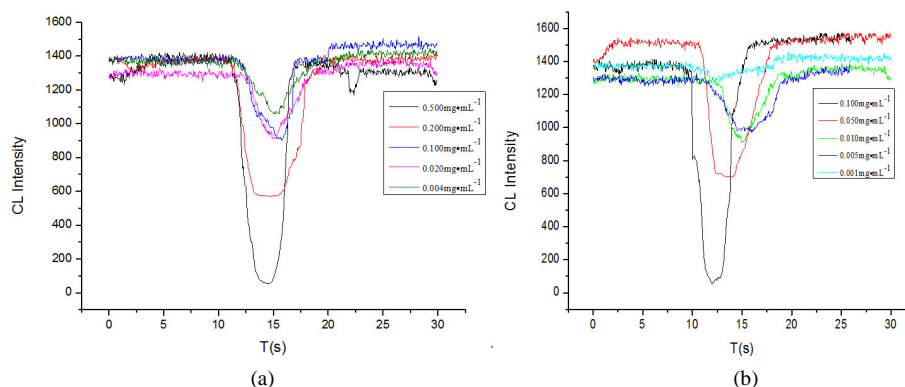 1600
1400
1200
1000
800
600
400
200
0
CL Intensity
0 5 10 15 20 25 30
T(s)
0.500mg•mL-1
0.200mg•mL-1
0.100mg•mL-1
0.020mg•mL-1
0.004mg•mL-1
(a)
1600
1400
1200
1000
800
600
400
200
0
CL Intensity
0 5 10 15 20 25 30
T(s)
0.100mg•mL-1
0.050mg•mL-1
0.010mg•mL-1
0.005mg•mL-1
0.001mg•mL-1
(b)